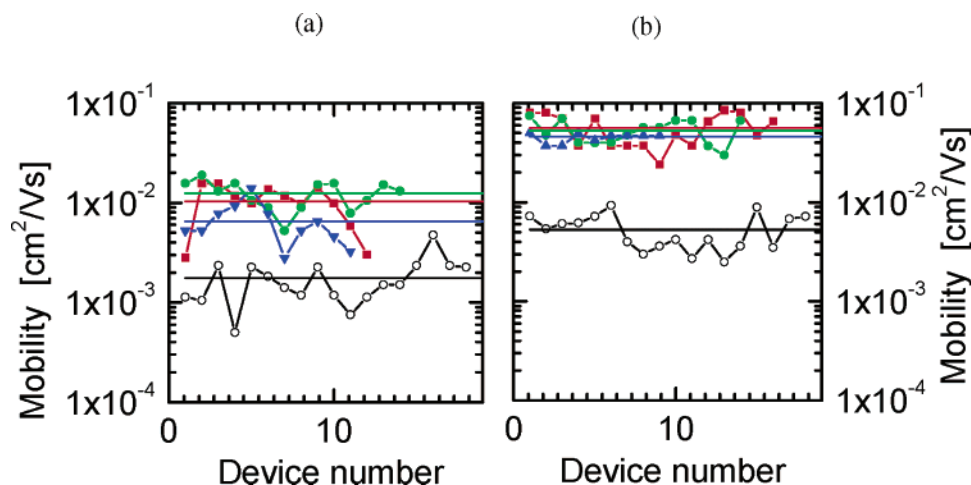 (a)
(b)
Mobility [cm²/Vs]
1x10⁻¹
1x10⁻²
1x10⁻³
1x10⁻⁴
0
10
Device number
1x10⁻¹
1x10⁻²
1x10⁻³
1x10⁻⁴
0
10
Device number
Mobility [cm²/Vs]